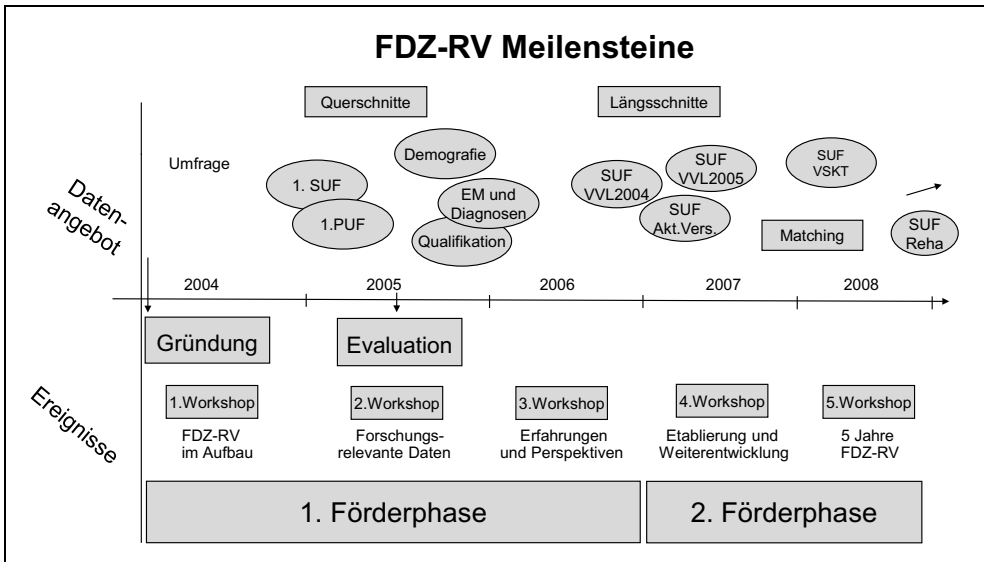 FDZ-RV Meilensteine
Querschnitte
Längsschnitte
Daten-
angebot
Umfrage
1. SUF
1.PUF
Demografie
EM und
Diagnosen
Qualifikation
SUF
VVL2004
SUF
VVL2005
SUF
Akt.Vers.
SUF
VSKT
Matching
SUF
Reha
2004
2005
2006
2007
2008
Ereignisse
Gründung
Evaluation
1.Workshop
2.Workshop
3.Workshop
4.Workshop
5.Workshop
FDZ-RV
im Aufbau
Forschungs-
relevante Daten
Erfahrungen
und Perspektiven
Etablierung und
Weiterentwicklung
5 Jahre
FDZ-RV
1. Förderphase
2. Förderphase